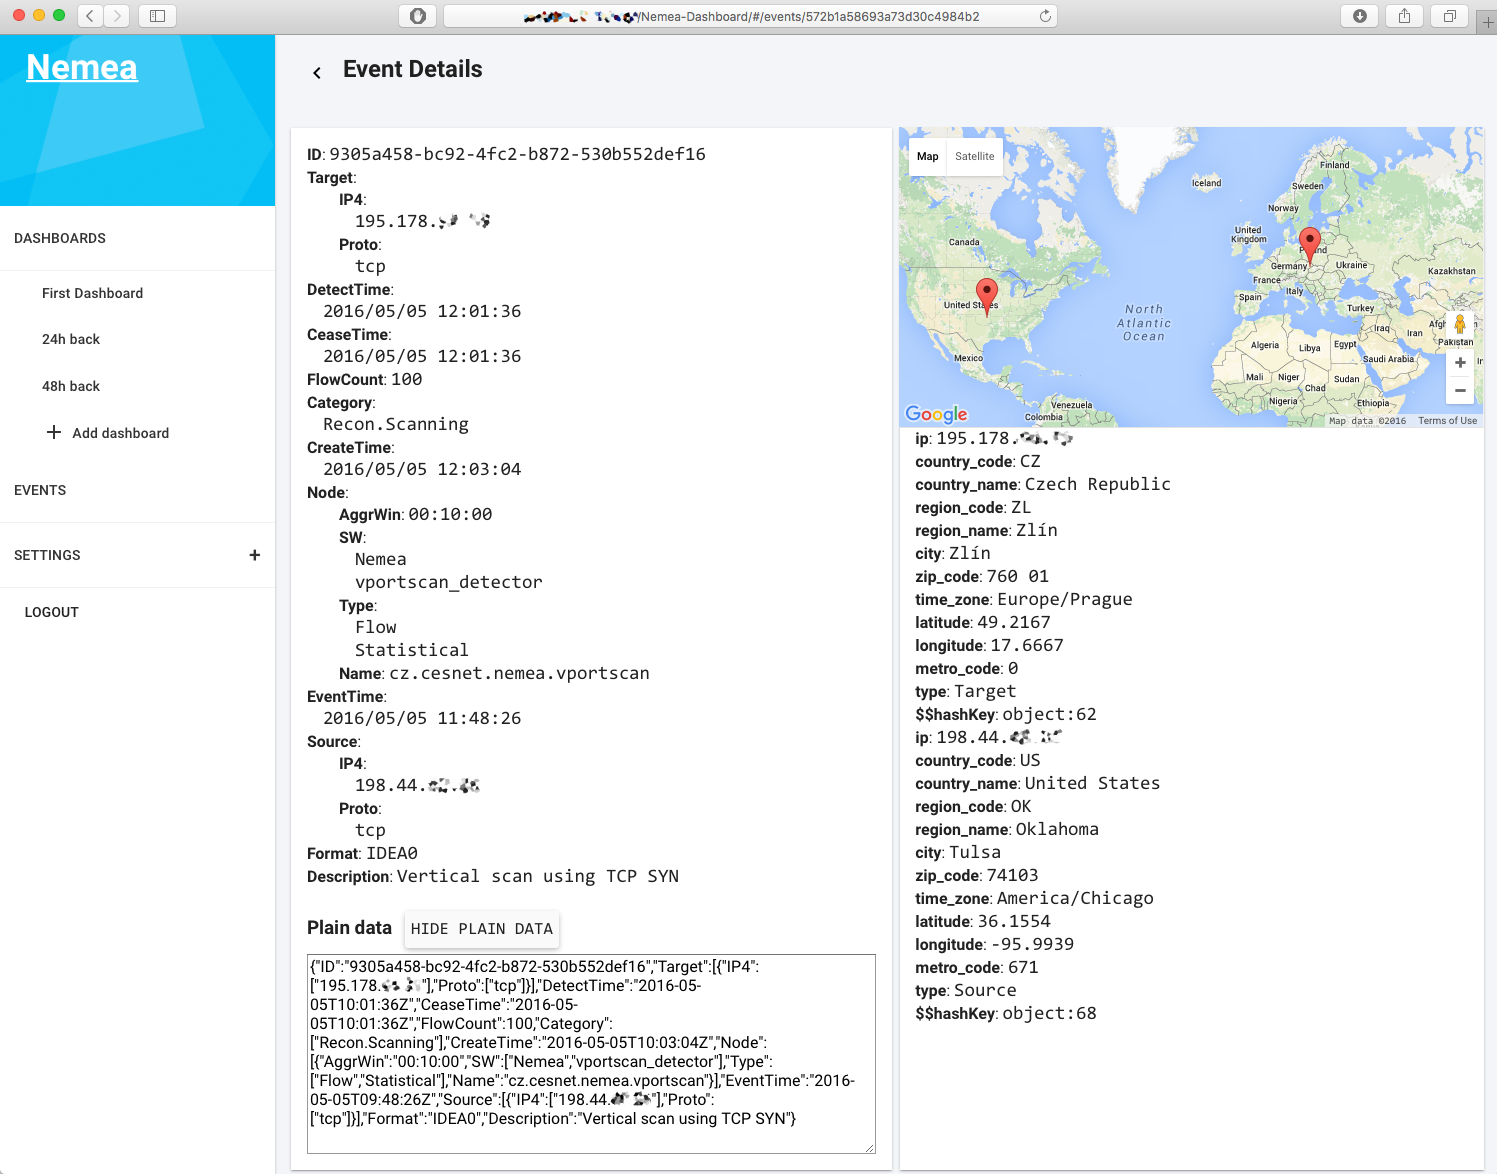 /Nemea-Dashboard/#/events/572b1a58693a73d30c4984b2
Nemea
Event Details
DASHBOARDS
First Dashboard
24h back
48h back
Add dashboard
EVENTS
SETTINGS +
LOGOUT
ID: 9305a458-bc92-4fc2-b872-530b552def16
Target:
IP4:
195.178.
Proto:
tcp
DetectTime:
2016/05/05 12:01:36
CeaseTime:
2016/05/05 12:01:36
FlowCount: 100
Category:
Recon.Scanning
CreateTime:
2016/05/05 12:03:04
Node:
AggrWin: 00:10:00
SW:
Nemea
vportscan_detector
Type:
Flow
Statistical
Name: cz.cesnet.nemea.vportscan
EventTime:
2016/05/05 11:48:26
Source:
IP4:
198.44.
Proto:
tcp
Format: IDEA0
Description: Vertical scan using TCP SYN
Plain data HIDE PLAIN DATA
{"ID":"9305a458-bc92-4fc2-b872-530b552def16","Target":[{"IP4":
["195.178. "],"Proto":["tcp"]}],"DetectTime":"2016-05-
05T10:01:36Z","CeaseTime":"2016-05-
05T10:01:36Z","FlowCount":100,"Category":
["Recon.Scanning"],"CreateTime":"2016-05-05T10:03:04Z","Node":
[{"AggrWin":"00:10:00","SW":["Nemea","vportscan_detector"],"Type":
["Flow","Statistical"],"Name":"cz.cesnet.nemea.vportscan"}],"EventTime":"2016-
05-05T09:48:26Z","Source":[{"IP4":["198.44. "],"Proto":
["tcp"]}],"Format":"IDEA0","Description":"Vertical scan using TCP SYN"}
Map Satellite
Finland
Iceland
Sweden
Norway
United
Kingdom
Canada
Poland
Germany
Ukraine
Kazakhstan
France
Italy
United States
Spain
Turkey
North
Atlantic
Ocean
Iraq
Iran
Pakistan
Algeria
Libya
Egypt
Saudi Arabia
Mexico
Mali
Niger
Chad
Sudan
Nigeria
Ethiopia
Venezuela
Colombia
+
−
Google
Map data ©2016 Terms of Use
ip: 195.178.
country_code: CZ
country_name: Czech Republic
region_code: ZL
region_name: Zlín
city: Zlín
zip_code: 760 01
time_zone: Europe/Prague
latitude: 49.2167
longitude: 17.6667
metro_code: 0
type: Target
$$hashKey: object:62
ip: 198.44.
country_code: US
country_name: United States
region_code: OK
region_name: Oklahoma
city: Tulsa
zip_code: 74103
time_zone: America/Chicago
latitude: 36.1554
longitude: -95.9939
metro_code: 671
type: Source
$$hashKey: object:68